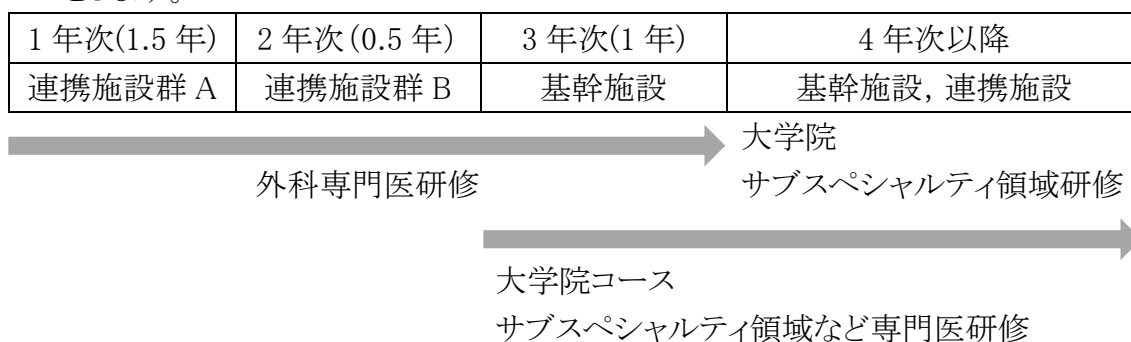 とします。
1 年次(1.5 年) 2 年次(0.5 年) 3 年次(1 年) 4 年次以降
連携施設群 A 連携施設群 B 基幹施設 基幹施設, 連携施設
大学院
外科専門医研修 サブスペシャルティ領域研修
大学院コース
サブスペシャルティ領域など専門医研修